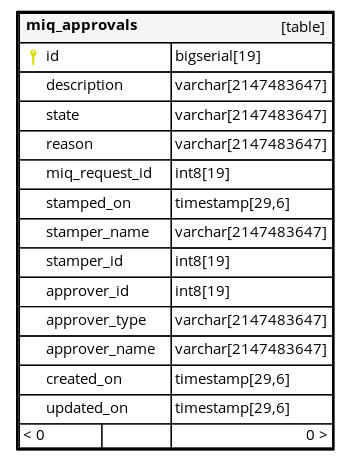 miq_approvals [table]
id bigserial[19]
description varchar[2147483647]
state varchar[2147483647]
reason varchar[2147483647]
miq_request_id int8[19]
stamped_on timestamp[29,6]
stamper_name varchar[2147483647]
stamper_id int8[19]
approver_id int8[19]
approver_type varchar[2147483647]
approver_name varchar[2147483647]
created_on timestamp[29,6]
updated_on timestamp[29,6]
< 0 0 >